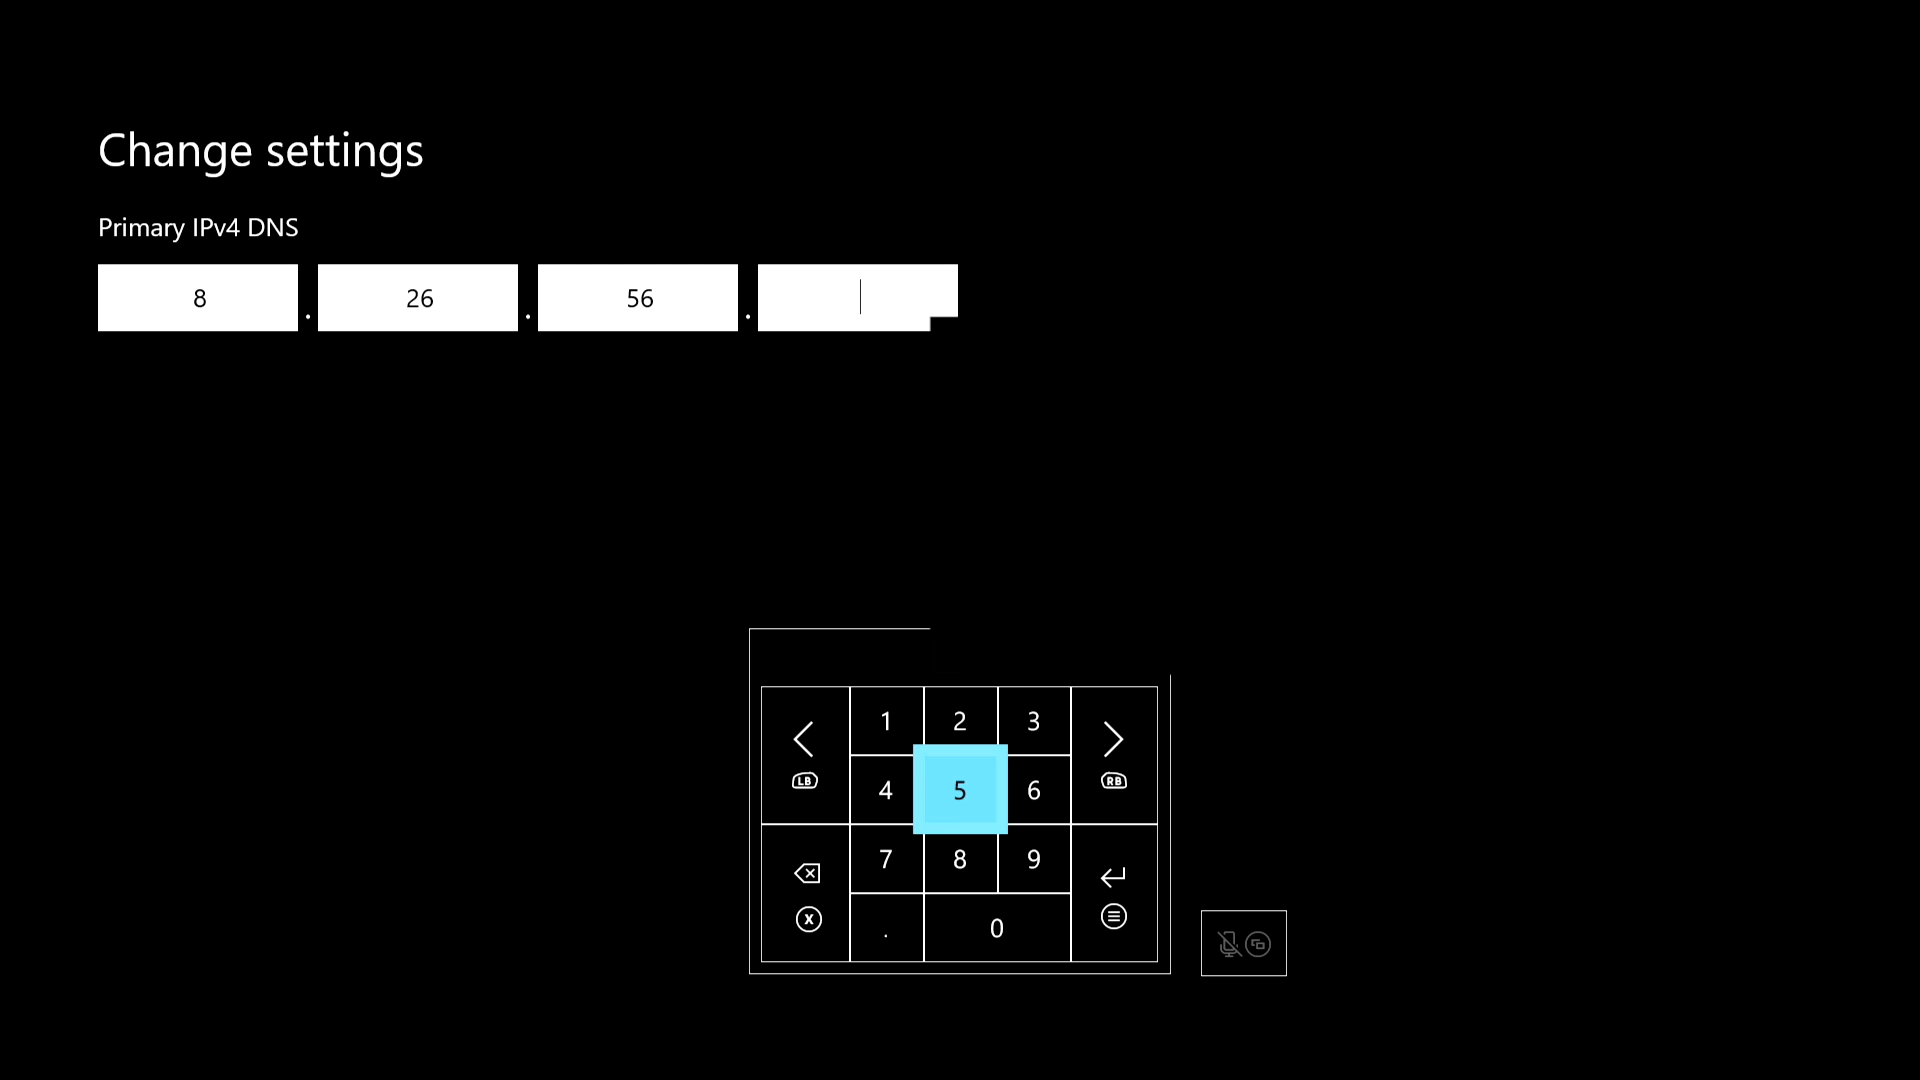 Change settings
Primary IPv4 DNS
8 . 26 . 56 .
1 2 3
LB RB
4 5 6
7 8 9
X
. 0